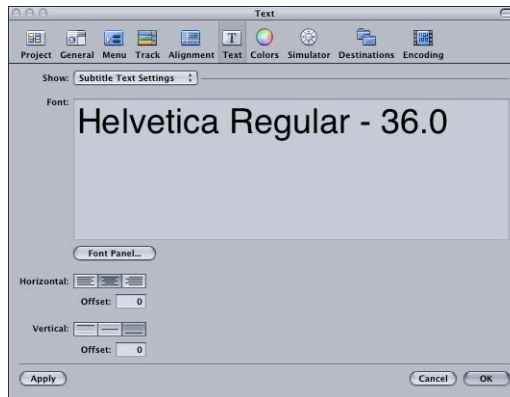 Text
Project General Menu Track Alignment Text Colors Simulator Destinations Encoding
Show: Subtitle Text Settings
Font:
Helvetica Regular - 36.0
Font Panel...
Horizontal:
Offset: 0
Vertical:
Offset: 0
Apply Cancel OK